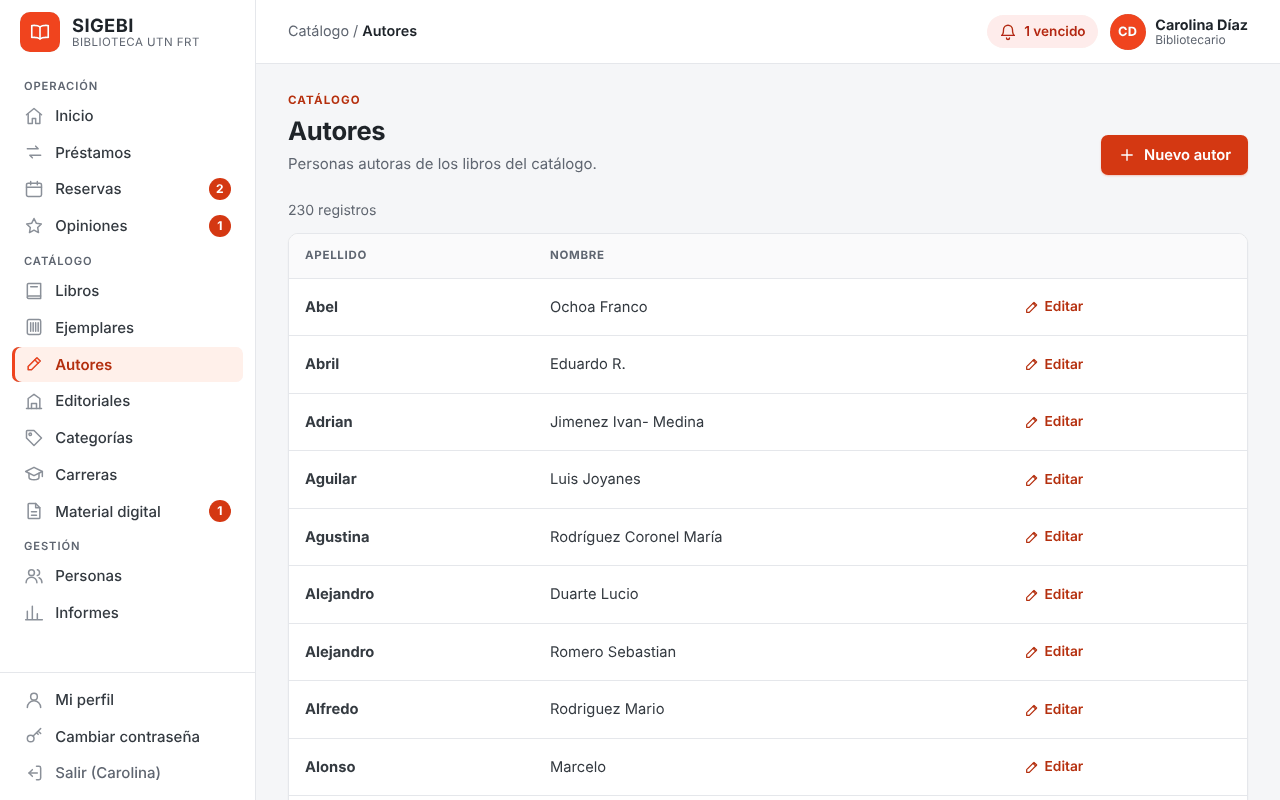 SIGEBI
BIBLIOTECA UTN FRT
OPERACIÓN
Inicio
Préstamos
Reservas 2
Opiniones 1
CATÁLOGO
Libros
Ejemplares
Autores
Editoriales
Categorías
Carreras
Material digital 1
GESTIÓN
Personas
Informes
Mi perfil
Cambiar contraseña
Salir (Carolina)
Catálogo / Autores
1 vencido
CD
Carolina Díaz
Bibliotecario
CATÁLOGO
Autores
Personas autoras de los libros del catálogo.
Nuevo autor
230 registros
APELLIDO NOMBRE
Abel Ochoa Franco Editar
Abril Eduardo R. Editar
Adrian Jimenez Ivan- Medina Editar
Aguilar Luis Joyanes Editar
Agustina Rodríguez Coronel María Editar
Alejandro Duarte Lucio Editar
Alejandro Romero Sebastian Editar
Alfredo Rodriguez Mario Editar
Alonso Marcelo Editar